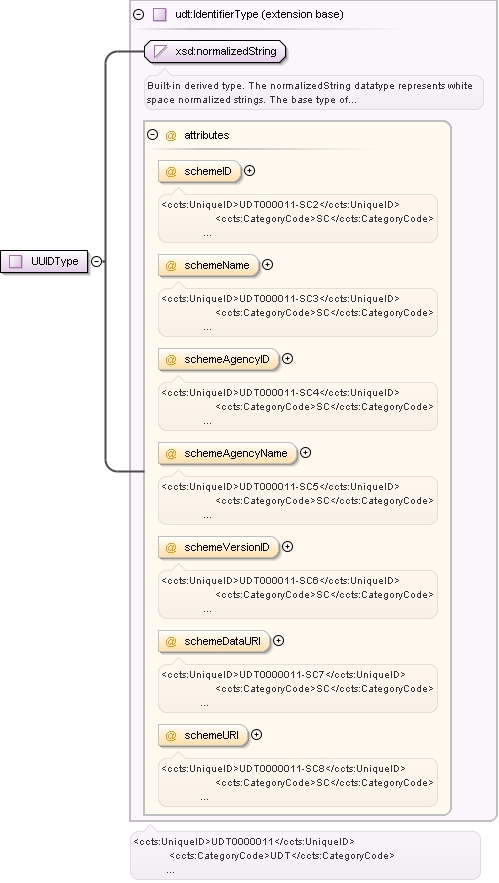 udt:IdentifierType (extension base)
xsd:normalizedString
Built-in derived type. The normalizedString datatype represents white
space normalized strings. The base type of...
@ attributes
@ schemeID
<ccts:UniqueID>UDT000011-SC2</ccts:UniqueID>
<ccts:CategoryCode>SC</ccts:CategoryCode>
...
UUIDType
@ schemeName
<ccts:UniqueID>UDT000011-SC3</ccts:UniqueID>
<ccts:CategoryCode>SC</ccts:CategoryCode>
...
@ schemeAgencyID
<ccts:UniqueID>UDT000011-SC4</ccts:UniqueID>
<ccts:CategoryCode>SC</ccts:CategoryCode>
...
@ schemeAgencyName
<ccts:UniqueID>UDT000011-SC5</ccts:UniqueID>
<ccts:CategoryCode>SC</ccts:CategoryCode>
...
@ schemeVersionID
<ccts:UniqueID>UDT000011-SC6</ccts:UniqueID>
<ccts:CategoryCode>SC</ccts:CategoryCode>
...
@ schemeDataURI
<ccts:UniqueID>UDT0000011-SC7</ccts:UniqueID>
<ccts:CategoryCode>SC</ccts:CategoryCode>
...
@ schemeURI
<ccts:UniqueID>UDT0000011-SC8</ccts:UniqueID>
<ccts:CategoryCode>SC</ccts:CategoryCode>
...
<ccts:UniqueID>UDT0000011</ccts:UniqueID>
<ccts:CategoryCode>UDT</ccts:CategoryCode>
...